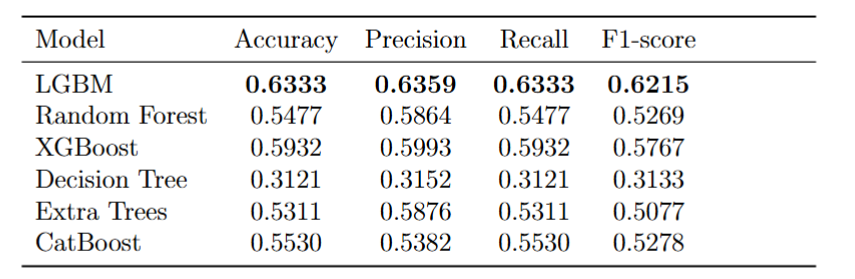 Model Accuracy Precision Recall F1-score
LGBM 0.6333 0.6359 0.6333 0.6215
Random Forest 0.5477 0.5864 0.5477 0.5269
XGBoost 0.5932 0.5993 0.5932 0.5767
Decision Tree 0.3121 0.3152 0.3121 0.3133
Extra Trees 0.5311 0.5876 0.5311 0.5077
CatBoost 0.5530 0.5382 0.5530 0.5278